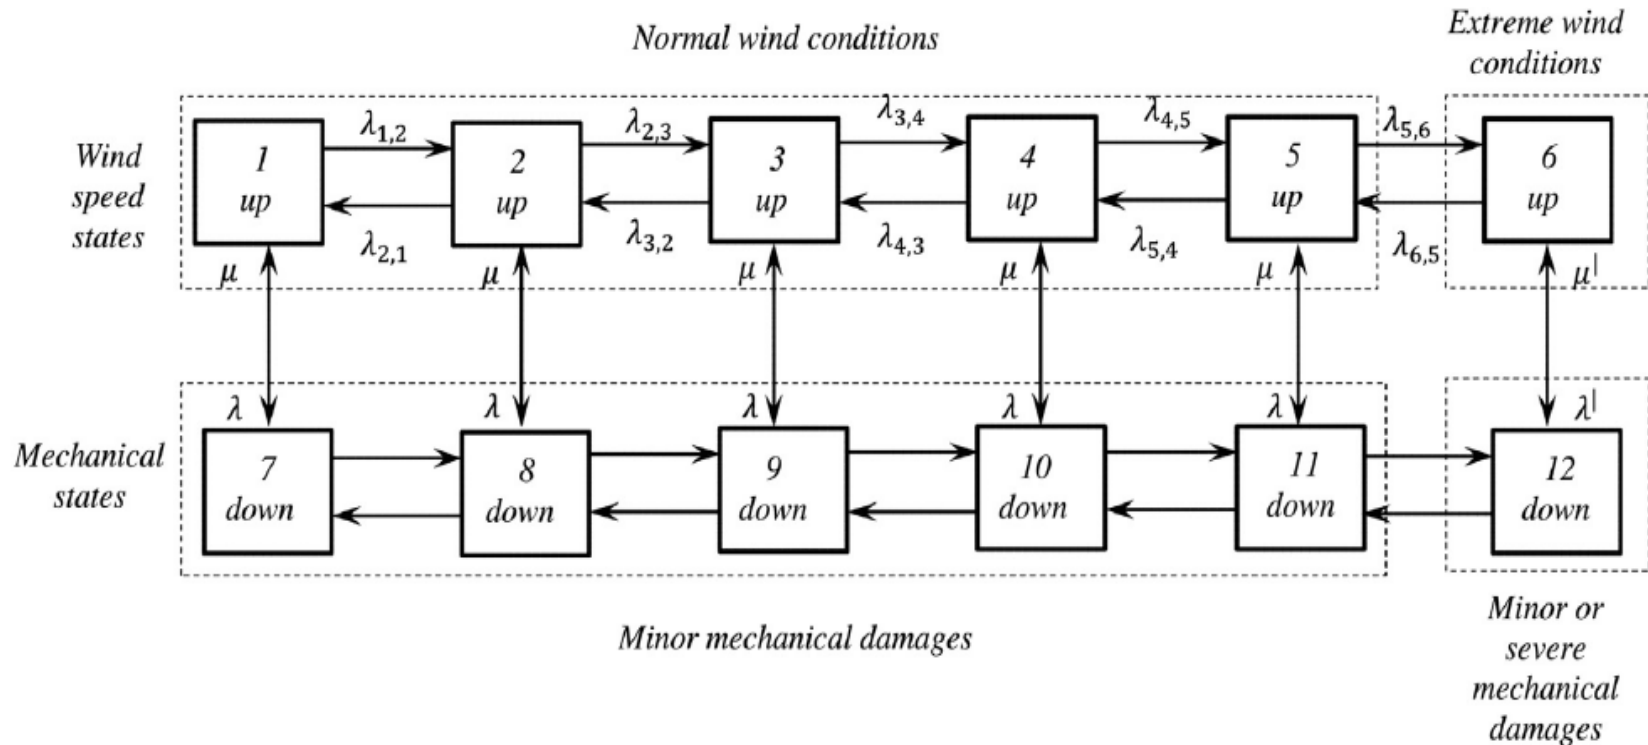 Normal wind conditions
Extreme wind
conditions
Wind
speed
states
1
up
λ1,2
λ2,1
2
up
λ2,3
λ3,2
3
up
λ3,4
λ4,3
4
up
λ4,5
λ5,4
5
up
λ5,6
λ6,5
6
up
μ
μ
μ
μ
μ
μ|
λ
λ
λ
λ
λ
λ|
Mechanical
states
7
down
8
down
9
down
10
down
11
down
12
down
Minor mechanical damages
Minor or
severe
mechanical
damages